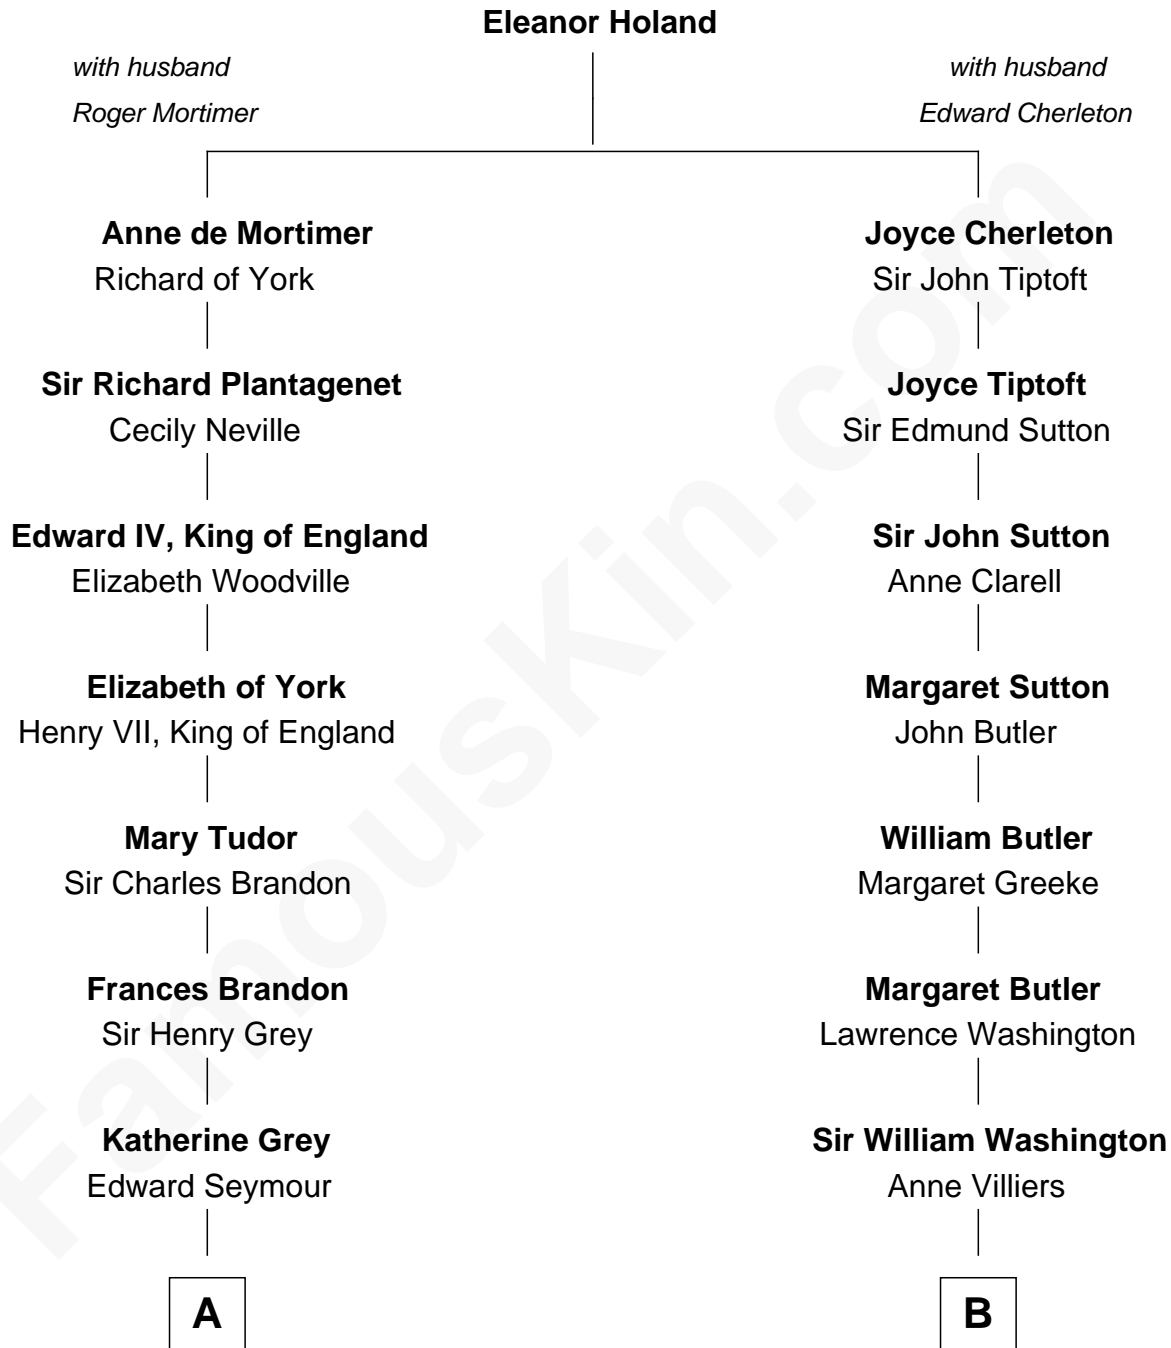 Eleanor Holand
with husband
Roger Mortimer
with husband
Edward Cherleton
Anne de Mortimer
Richard of York
Joyce Cherleton
Sir John Tiptoft
Sir Richard Plantagenet
Cecily Neville
Joyce Tiptoft
Sir Edmund Sutton
Edward IV, King of England
Elizabeth Woodville
Sir John Sutton
Anne Clarell
Elizabeth of York
Henry VII, King of England
Margaret Sutton
John Butler
Mary Tudor
Sir Charles Brandon
William Butler
Margaret Greeke
Frances Brandon
Sir Henry Grey
Margaret Butler
Lawrence Washington
Katherine Grey
Edward Seymour
Sir William Washington
Anne Villiers
A
B
FamousKin.com